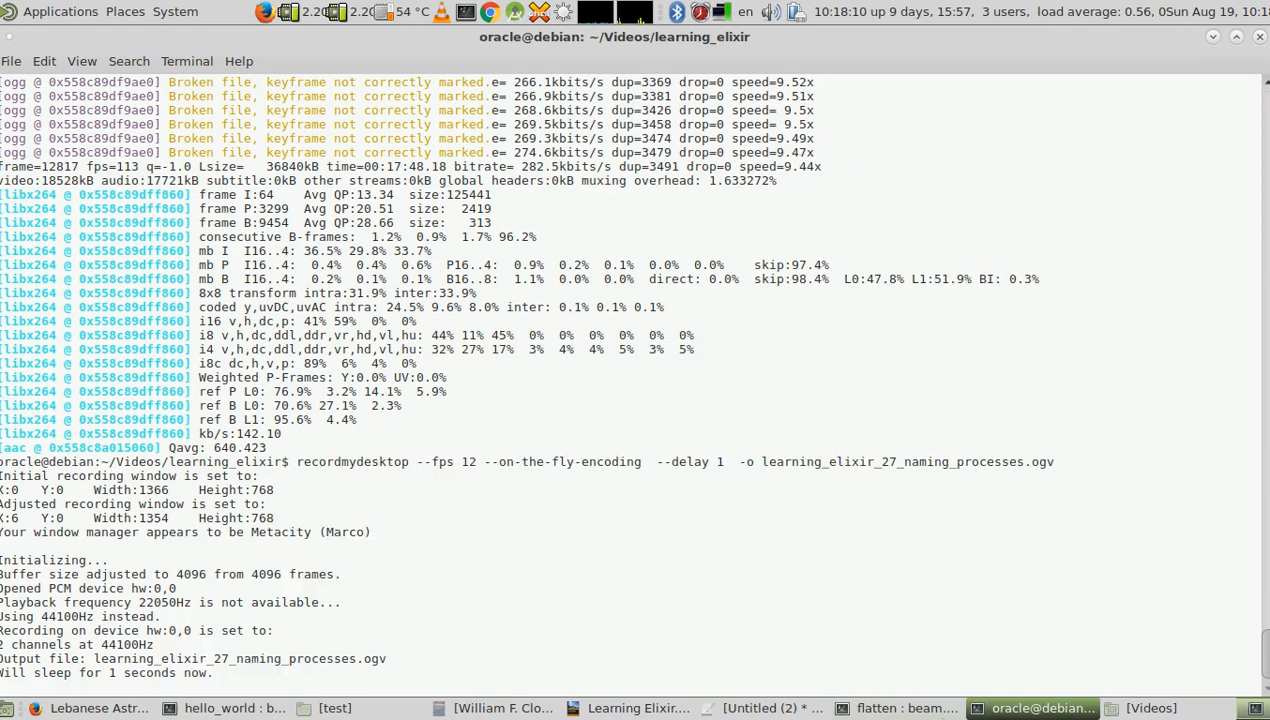 Applications Places System 2.20 2.20 54 °C en 10:18:10 up 9 days, 15:57, 3 users, load average: 0.56, 0 Sun Aug 19, 10:18
oracle@debian: ~/Videos/learning_elixir
File Edit View Search Terminal Help
[ogg @ 0x558c89df9ae0] Broken file, keyframe not correctly marked.e= 266.1kbits/s dup=3369 drop=0 speed=9.52x
[ogg @ 0x558c89df9ae0] Broken file, keyframe not correctly marked.e= 266.9kbits/s dup=3381 drop=0 speed=9.51x
[ogg @ 0x558c89df9ae0] Broken file, keyframe not correctly marked.e= 268.6kbits/s dup=3426 drop=0 speed= 9.5x
[ogg @ 0x558c89df9ae0] Broken file, keyframe not correctly marked.e= 269.5kbits/s dup=3458 drop=0 speed= 9.5x
[ogg @ 0x558c89df9ae0] Broken file, keyframe not correctly marked.e= 269.3kbits/s dup=3474 drop=0 speed=9.49x
[ogg @ 0x558c89df9ae0] Broken file, keyframe not correctly marked.e= 274.6kbits/s dup=3479 drop=0 speed=9.47x
frame=12817 fps=113 q=-1.0 Lsize=   36840kB time=00:17:48.18 bitrate= 282.5kbits/s dup=3491 drop=0 speed=9.44x
video:18528kB audio:17721kB subtitle:0kB other streams:0kB global headers:0kB muxing overhead: 1.633272%
[libx264 @ 0x558c89dff860] frame I:64    Avg QP:13.34  size:125441
[libx264 @ 0x558c89dff860] frame P:3299  Avg QP:20.51  size:  2419
[libx264 @ 0x558c89dff860] frame B:9454  Avg QP:28.66  size:   313
[libx264 @ 0x558c89dff860] consecutive B-frames:  1.2%  0.9%  1.7% 96.2%
[libx264 @ 0x558c89dff860] mb I  I16..4: 36.5% 29.8% 33.7%
[libx264 @ 0x558c89dff860] mb P  I16..4:  0.4%  0.4%  0.6%  P16..4:  0.9%  0.2%  0.1%  0.0%  0.0%    skip:97.4%
[libx264 @ 0x558c89dff860] mb B  I16..4:  0.2%  0.1%  0.1%  B16..8:  1.1%  0.0%  0.0%  direct: 0.0%  skip:98.4%  L0:47.8% L1:51.9% BI: 0.3%
[libx264 @ 0x558c89dff860] 8x8 transform intra:31.9% inter:33.9%
[libx264 @ 0x558c89dff860] coded y,uvDC,uvAC intra: 24.5% 9.6% 8.0% inter: 0.1% 0.1% 0.1%
[libx264 @ 0x558c89dff860] i16 v,h,dc,p: 41% 59%  0%  0%
[libx264 @ 0x558c89dff860] i8 v,h,dc,ddl,ddr,vr,hd,vl,hu: 44% 11% 45%  0%  0%  0%  0%  0%  0%
[libx264 @ 0x558c89dff860] i4 v,h,dc,ddl,ddr,vr,hd,vl,hu: 32% 27% 17%  3%  4%  4%  5%  3%  5%
[libx264 @ 0x558c89dff860] i8c dc,h,v,p: 89%  6%  4%  0%
[libx264 @ 0x558c89dff860] Weighted P-Frames: Y:0.0% UV:0.0%
[libx264 @ 0x558c89dff860] ref P L0: 76.9%  3.2% 14.1%  5.9%
[libx264 @ 0x558c89dff860] ref B L0: 70.6% 27.1%  2.3%
[libx264 @ 0x558c89dff860] ref B L1: 95.6%  4.4%
[libx264 @ 0x558c89dff860] kb/s:142.10
[aac @ 0x558c8a015060] Qavg: 640.423
oracle@debian:~/Videos/learning_elixir$ recordmydesktop --fps 12 --on-the-fly-encoding  --delay 1  -o learning_elixir_27_naming_processes.ogv
Initial recording window is set to:
X:0   Y:0   Width:1366   Height:768
Adjusted recording window is set to:
X:6   Y:0   Width:1354   Height:768
Your window manager appears to be Metacity (Marco)
Initializing...
Buffer size adjusted to 4096 from 4096 frames.
Opened PCM device hw:0,0
Playback frequency 22050Hz is not available...
Using 44100Hz instead.
Recording on device hw:0,0 is set to:
2 channels at 44100Hz
Output file: learning_elixir_27_naming_processes.ogv
Will sleep for 1 seconds now.
Lebanese Astr... hello_world : b... [test] [William F. Clo... Learning Elixir.... [Untitled (2) * ... flatten : beam.... oracle@debian... [Videos]